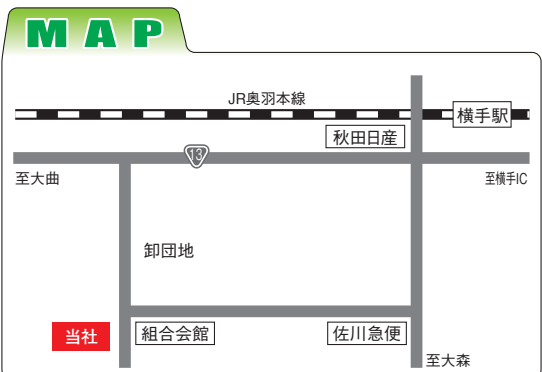 MAP
JR奥羽本線
横手駅
秋田日産
13
至大曲
至横手IC
卸団地
当社
組合会館
佐川急便
至大森